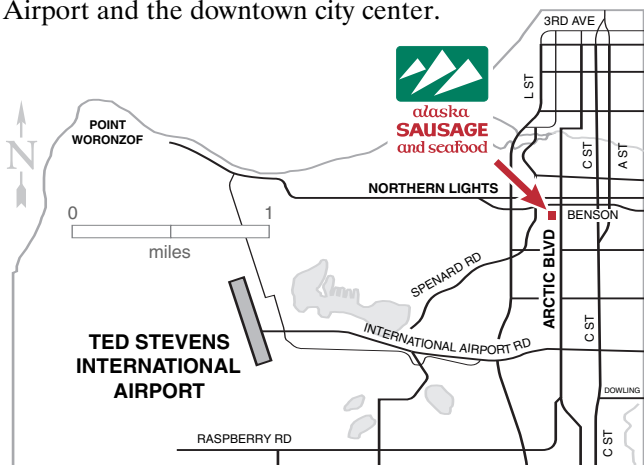 Airport and the downtown city center.
3RD AVE
L ST
alaska
SAUSAGE
and seafood
POINT
WORONZOF
N
C ST
A ST
NORTHERN LIGHTS
BENSON
0 1
miles
SPENARD RD
ARCTIC BLVD
INTERNATIONAL AIRPORT RD
C ST
TED STEVENS
INTERNATIONAL
AIRPORT
DOWLING
RASPBERRY RD
C ST